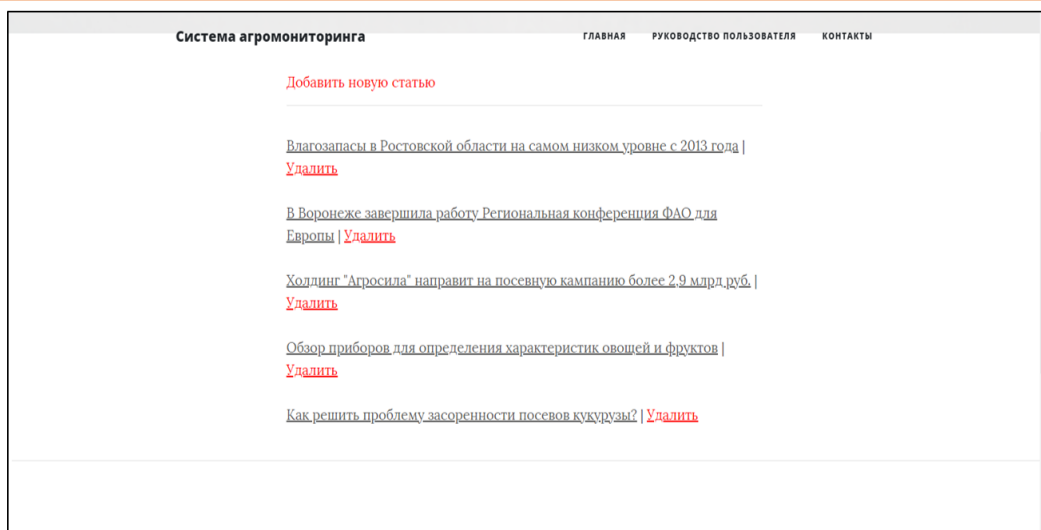 Система агромониторинга ГЛАВНАЯ РУКОВОДСТВО ПОЛЬЗОВАТЕЛЯ КОНТАКТЫ
Добавить новую статью
Влагозапасы в Ростовской области на самом низком уровне с 2013 года |
Удалить
В Воронеже завершила работу Региональная конференция ФАО для
Европы | Удалить
Холдинг "Агросила" направит на посевную кампанию более 2,9 млрд руб. |
Удалить
Обзор приборов для определения характеристик овощей и фруктов |
Удалить
Как решить проблему засоренности посевов кукурузы? | Удалить